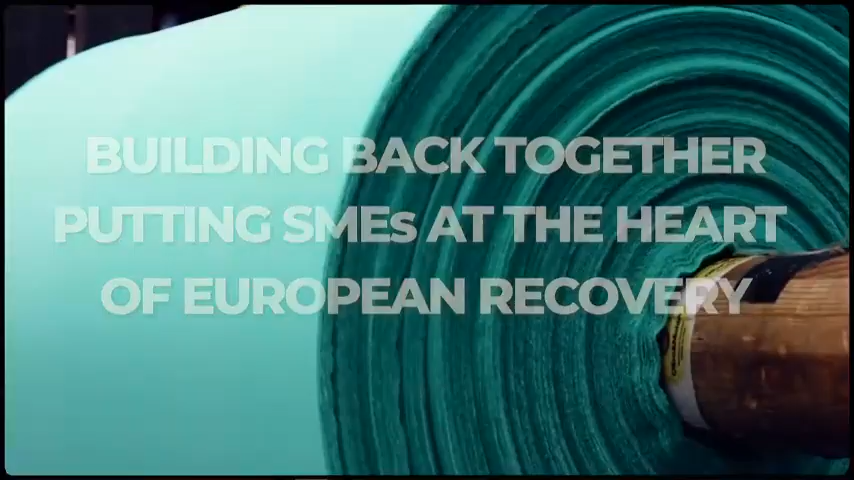 BUILDING BACK TOGETHER
PUTTING SMEs AT THE HEART
OF EUROPEAN RECOVERY